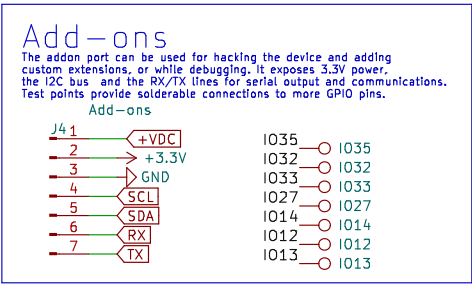 Add-ons
The addon port can be used for hacking the device and adding
custom extensions, or while debugging. It exposes 3.3V power,
the I2C bus and the RX/TX lines for serial output and communications.
Test points provide solderable connections to more GPIO pins.
Add-ons
J4
1 +VDC
2 +3.3V
3 GND
4 SCL
5 SDA
6 RX
7 TX
IO35 IO35
IO32 IO32
IO33 IO33
IO27 IO27
IO14 IO14
IO12 IO12
IO13 IO13